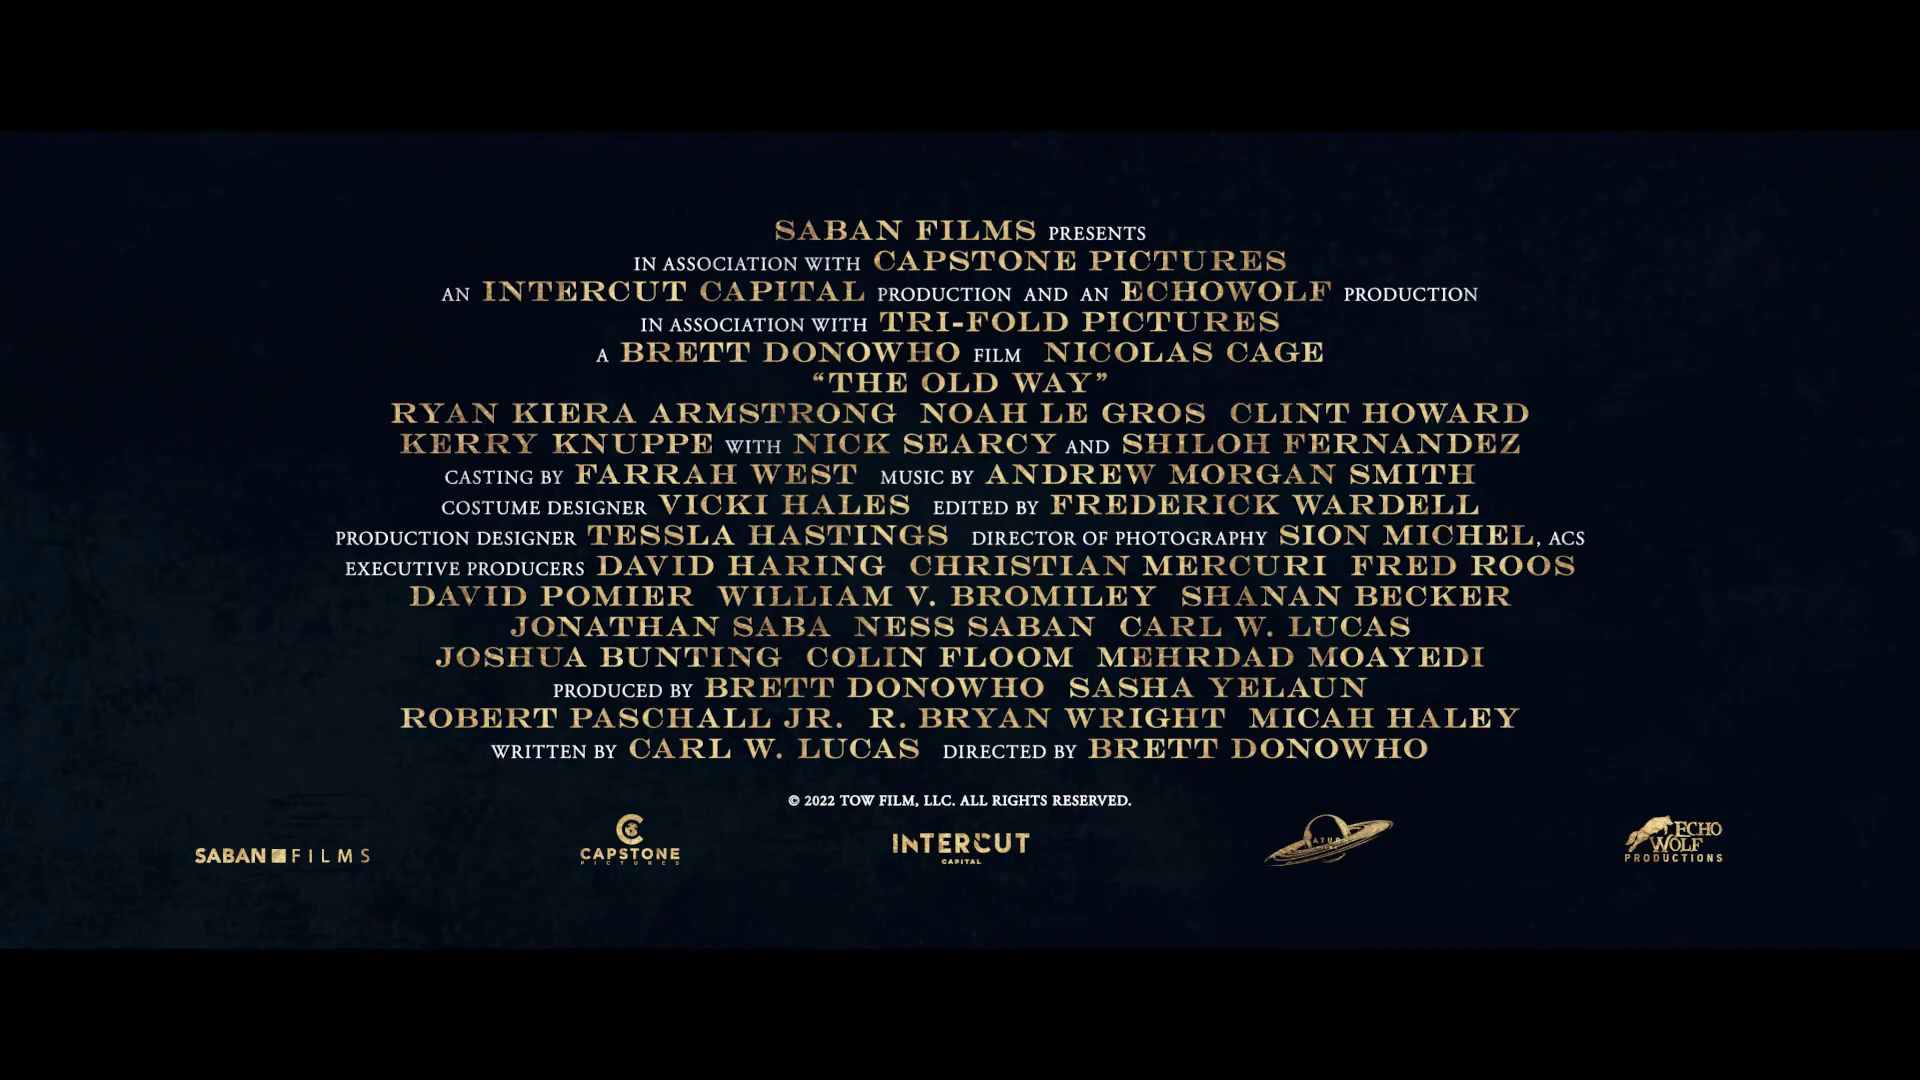 SABAN FILMS PRESENTS
IN ASSOCIATION WITH CAPSTONE PICTURES
AN INTERCUT CAPITAL PRODUCTION AND AN ECHOWOLF PRODUCTION
IN ASSOCIATION WITH TRI-FOLD PICTURES
A BRETT DONOWHO FILM NICOLAS CAGE
“THE OLD WAY”
RYAN KIERA ARMSTRONG NOAH LE GROS CLINT HOWARD
KERRY KNUPPE WITH NICK SEARCY AND SHILOH FERNANDEZ
CASTING BY FARRAH WEST MUSIC BY ANDREW MORGAN SMITH
COSTUME DESIGNER VICKI HALES EDITED BY FREDERICK WARDELL
PRODUCTION DESIGNER TESSLA HASTINGS DIRECTOR OF PHOTOGRAPHY SION MICHEL, ACS
EXECUTIVE PRODUCERS DAVID HARING CHRISTIAN MERCURI FRED ROOS
DAVID POMIER WILLIAM V. BROMILEY SHANAN BECKER
JONATHAN SABA NESS SABAN CARL W. LUCAS
JOSHUA BUNTING COLIN FLOOM MEHRDAD MOAYEDI
PRODUCED BY BRETT DONOWHO SASHA YELAUN
ROBERT PASCHALL JR. R. BRYAN WRIGHT MICAH HALEY
WRITTEN BY CARL W. LUCAS DIRECTED BY BRETT DONOWHO
© 2022 TOW FILM, LLC. ALL RIGHTS RESERVED.
SABAN FILMS
CAPSTONE
PICTURES
INTERCUT
CAPITAL
ECHO
WOLF
PRODUCTIONS